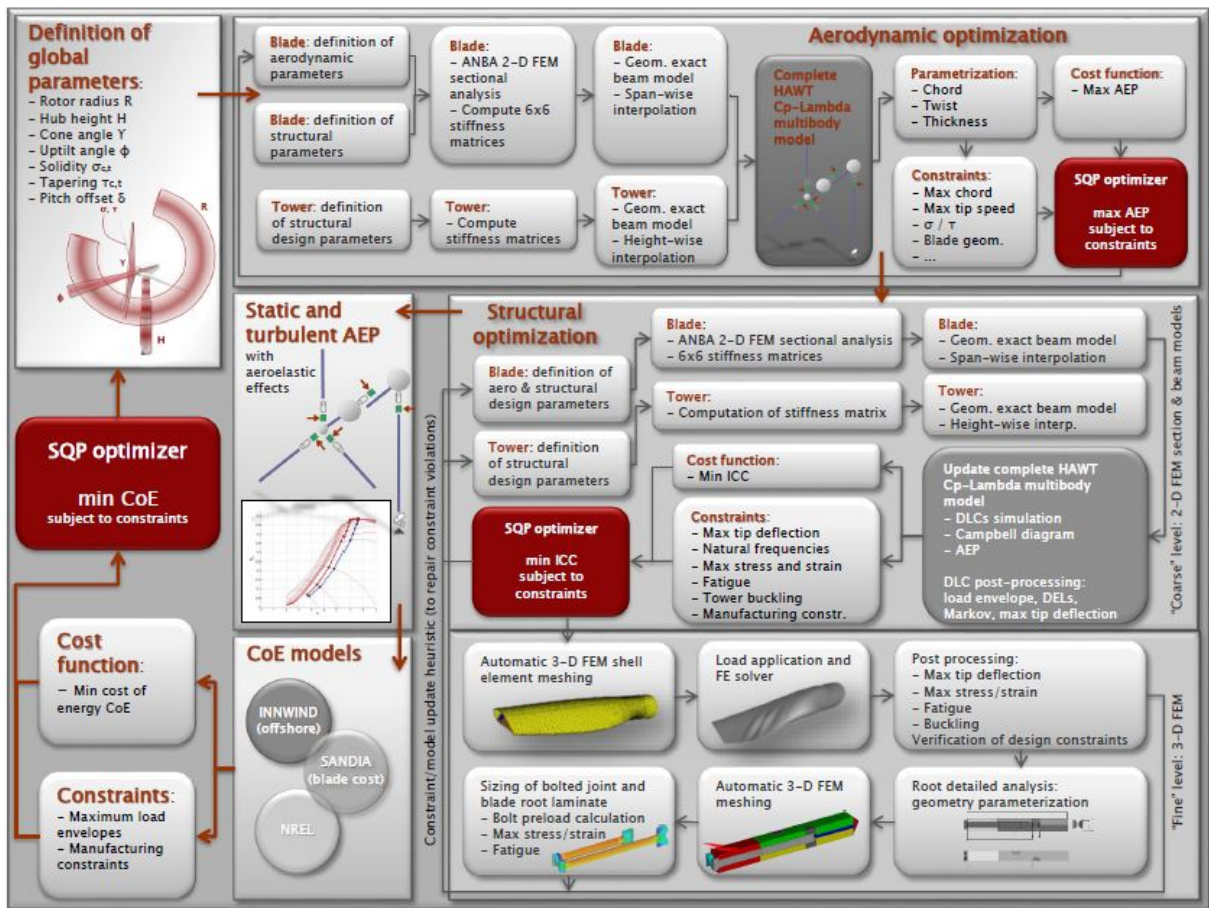 Definition of
global
parameters:
- Rotor radius R
- Hub height H
- Cone angle ϒ
- Uptilt angle ϕ
- Solidity σc,t
- Tapering τc,t
- Pitch offset δ
σ, τ
R
ϒ
ϕ
H
SQP optimizer
min CoE
subject to constraints
Cost
function:
– Min cost of
energy CoE
Constraints:
- Maximum load
envelopes
- Manufacturing
constraints
Aerodynamic optimization
Blade: definition of
aerodynamic
parameters
Blade: definition of
structural
parameters
Tower: definition
of structural
design parameters
Blade:
- ANBA 2-D FEM
sectional
analysis
- Compute 6x6
stiffness
matrices
Tower:
- Compute
stiffness matrices
Blade:
- Geom. exact
beam model
- Span-wise
interpolation
Tower:
- Geom. exact
beam model
- Height-wise
interpolation
Complete
HAWT
Cp-Lambda
multibody
model
Parametrization:
- Chord
- Twist
- Thickness
Cost function:
- Max AEP
Constraints:
- Max chord
- Max tip speed
- σ / τ
- Blade geom.
- ...
SQP optimizer
max AEP
subject to
constraints
Static and
turbulent AEP
with
aeroelastic
effects
CoE models
INNWIND
(offshore)
SANDIA
(blade cost)
NREL
Constraint/model update heuristic (to repair constraint violations)
Structural
optimization
Blade: definition of
aero & structural
design parameters
Tower: definition
of structural
design parameters
Blade:
- ANBA 2-D FEM sectional analysis
- 6x6 stiffness matrices
Tower:
- Computation of stiffness matrix
Blade:
- Geom. exact beam model
- Span-wise interpolation
Tower:
- Geom. exact beam model
- Height-wise interp.
Cost function:
- Min ICC
Constraints:
- Max tip deflection
- Natural frequencies
- Max stress and strain
- Fatigue
- Tower buckling
- Manufacturing constr.
SQP optimizer
min ICC
subject to
constraints
Update complete HAWT
Cp-Lambda multibody
model
- DLCs simulation
- Campbell diagram
- AEP
DLC post-processing:
load envelope, DELs,
Markov, max tip deflection
"Coarse" level: 2-D FEM section & beam models
Automatic 3-D FEM shell
element meshing
Load application and
FE solver
Post processing:
- Max tip deflection
- Max stress/strain
- Fatigue
- Buckling
Verification of design constraints
Sizing of bolted joint and
blade root laminate
- Bolt preload calculation
- Max stress/strain
- Fatigue
Automatic 3-D FEM
meshing
Root detailed analysis:
geometry parameterization
"Fine" level: 3-D FEM